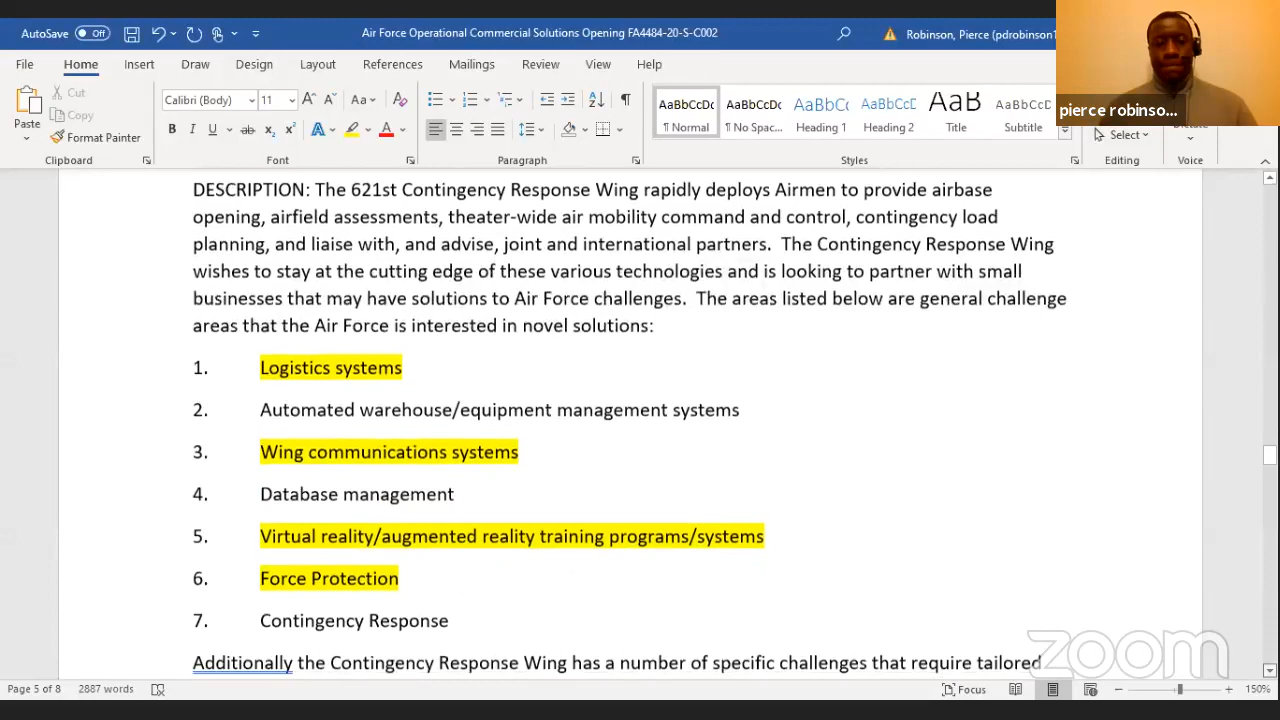 AutoSave Off Air Force Operational Commercial Solutions Opening FA4484-20-S-C002 Robinson, Pierce (pdrobinson1
File Home Insert Draw Design Layout References Mailings Review View Help
pierce robinso...
Paste Cut Copy Format Painter
Calibri (Body) 11
AaBbCcDc AaBbCcDc AaBbCc AaBbCcD AaB AaBbCcD
¶ Normal ¶ No Spac... Heading 1 Heading 2 Title Subtitle
Select
Clipboard Font Paragraph Styles Editing Voice
DESCRIPTION: The 621st Contingency Response Wing rapidly deploys Airmen to provide airbase
opening, airfield assessments, theater-wide air mobility command and control, contingency load
planning, and liaise with, and advise, joint and international partners. The Contingency Response Wing
wishes to stay at the cutting edge of these various technologies and is looking to partner with small
businesses that may have solutions to Air Force challenges. The areas listed below are general challenge
areas that the Air Force is interested in novel solutions:
1. Logistics systems
2. Automated warehouse/equipment management systems
3. Wing communications systems
4. Database management
5. Virtual reality/augmented reality training programs/systems
6. Force Protection
7. Contingency Response
Additionally the Contingency Response Wing has a number of specific challenges that require tailored
zoom
Page 5 of 8 2887 words Focus 150%